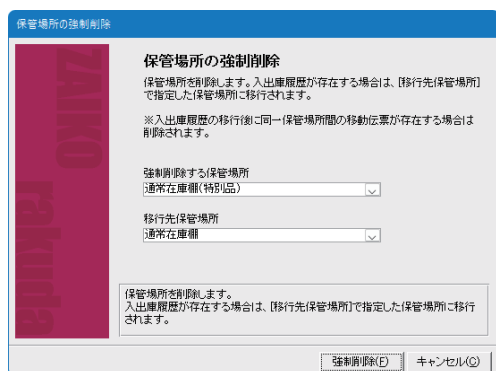 保管場所の強制削除
ZAIKO
rakuda
保管場所の強制削除
保管場所を削除します。入出庫履歴が存在する場合は、[移行先保管場所]
で指定した保管場所に移行されます。
※入出庫履歴の移行後に同一保管場所間の移動伝票が存在する場合は
削除されます。
強制削除する保管場所
通常在庫棚(特別品)
移行先保管場所
通常在庫棚
保管場所を削除します。
入出庫履歴が存在する場合は、[移行先保管場所]で指定した保管場所に移行
されます。
強制削除(F)
キャンセル(C)